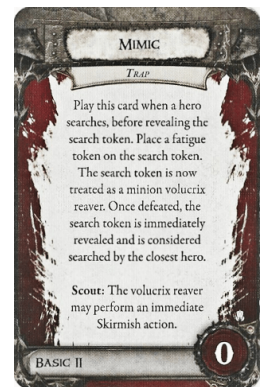 MIMIC
TRAP
Play this card when a hero
searches, before revealing the
search token. Place a fatigue
token on the search token.
The search token is now
treated as a minion volucrix
reaver. Once defeated, the
search token is immediately
revealed and is considered
searched by the closest hero.
Scout: The volucrix reaver
may perform an immediate
Skirmish action.
BASIC II
0